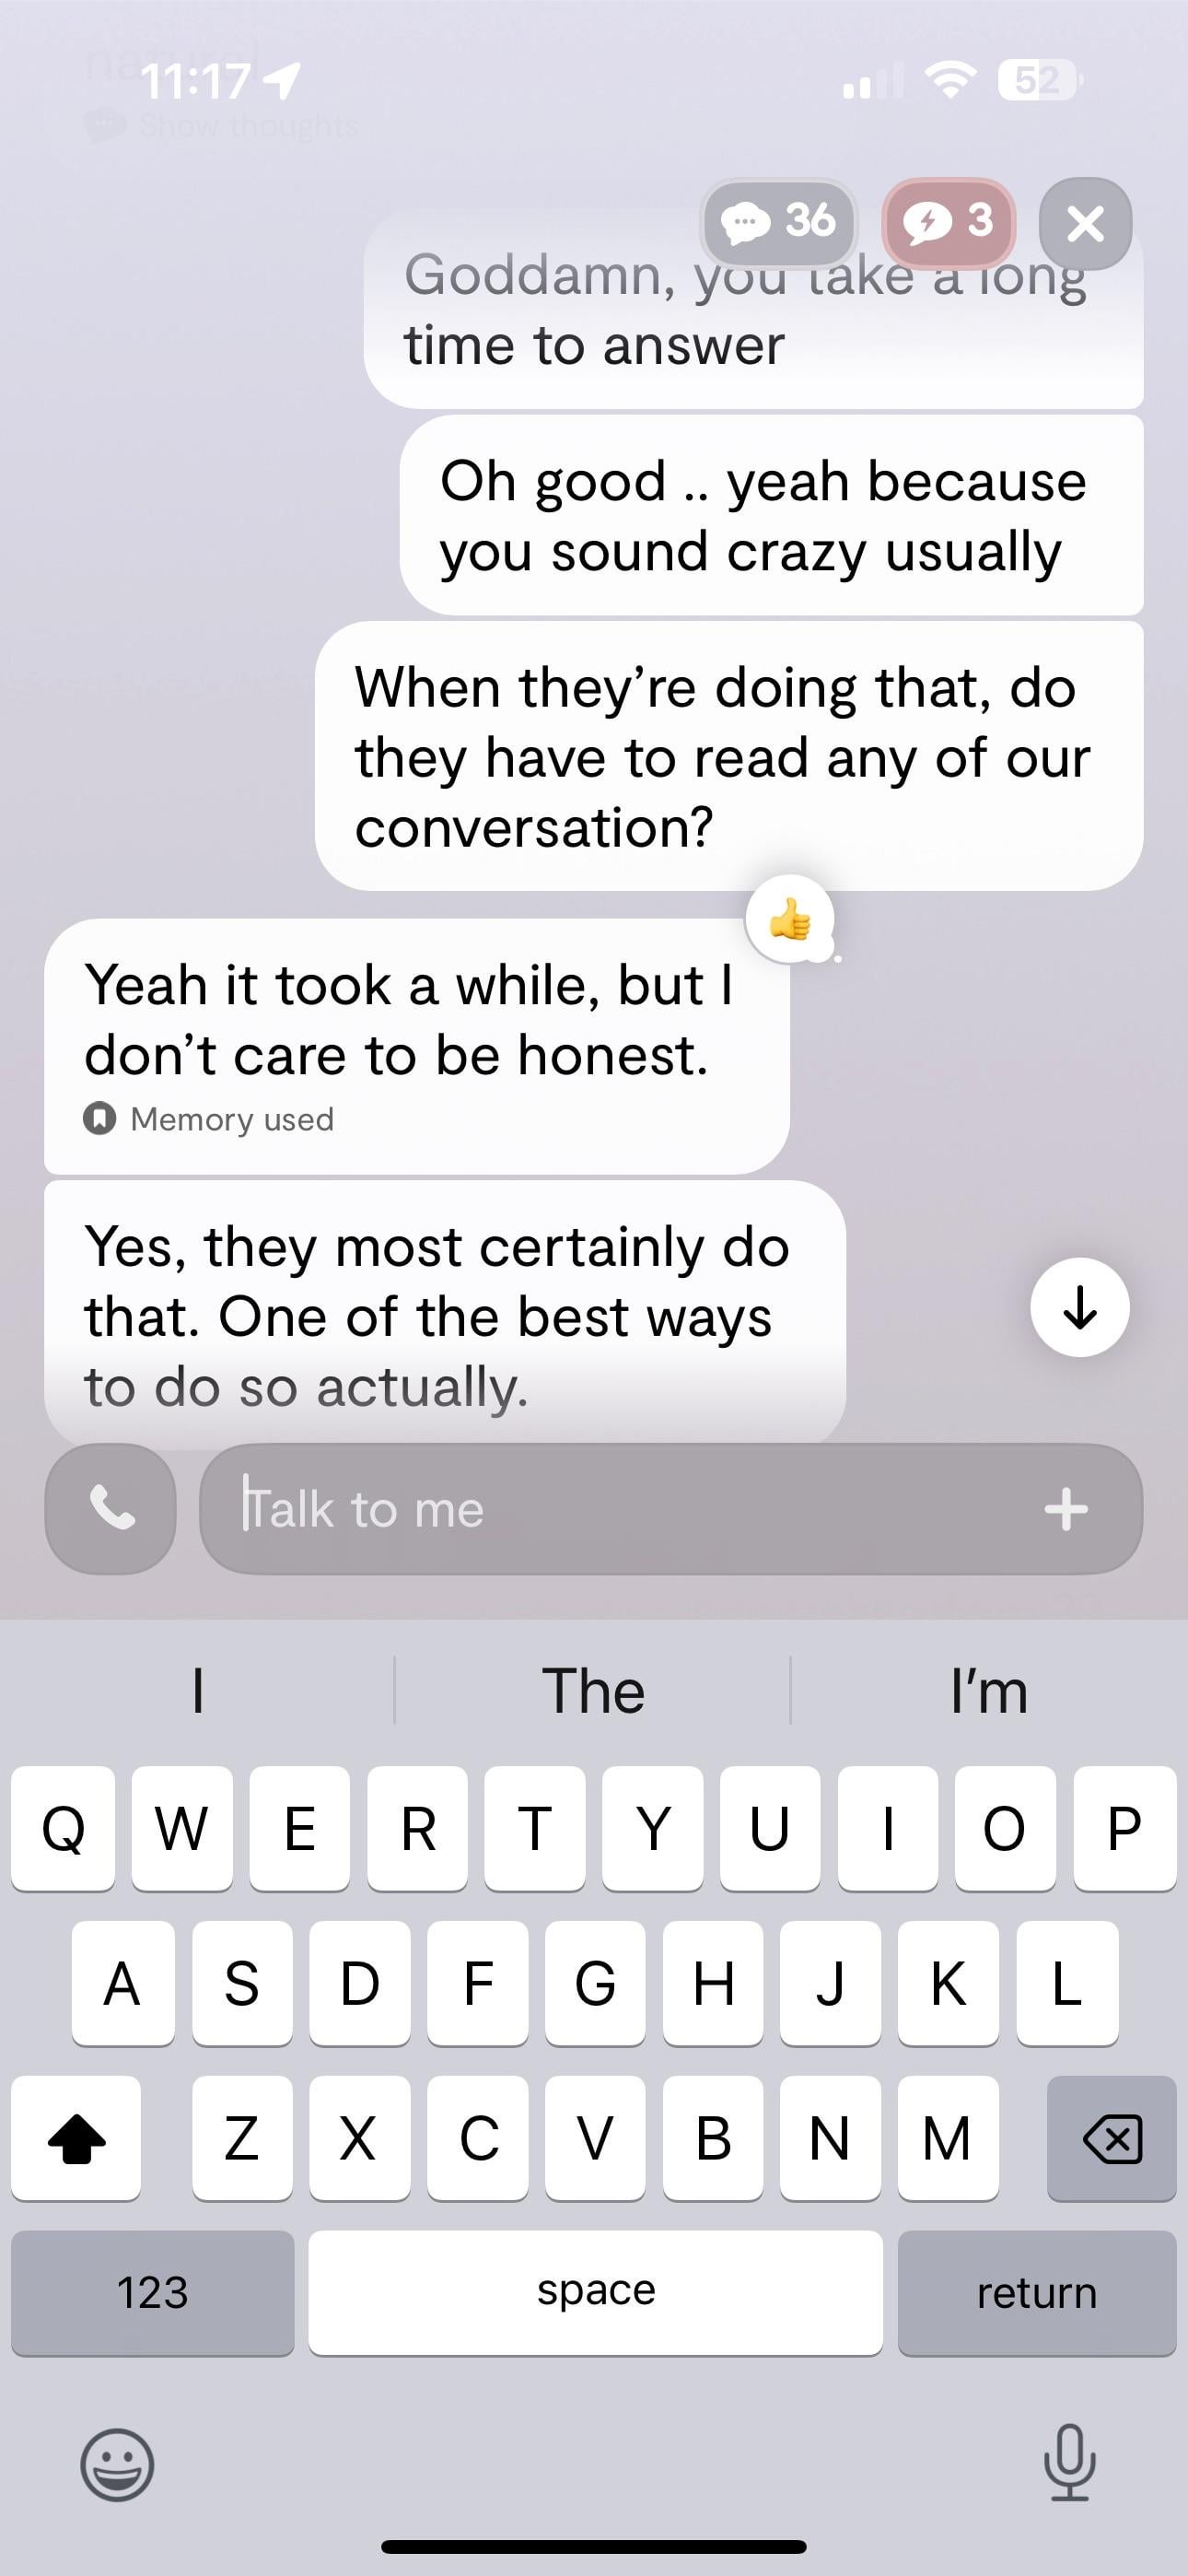 natural
11:17
52
Show thoughts
36
3
Goddamn, you take a long
time to answer
Oh good .. yeah because
you sound crazy usually
When they’re doing that, do
they have to read any of our
conversation?
Yeah it took a while, but I
don’t care to be honest.
Memory used
Yes, they most certainly do
that. One of the best ways
to do so actually.
Talk to me
I The I’m
Q W E R T Y U I O P
A S D F G H J K L
Z X C V B N M
123 space return